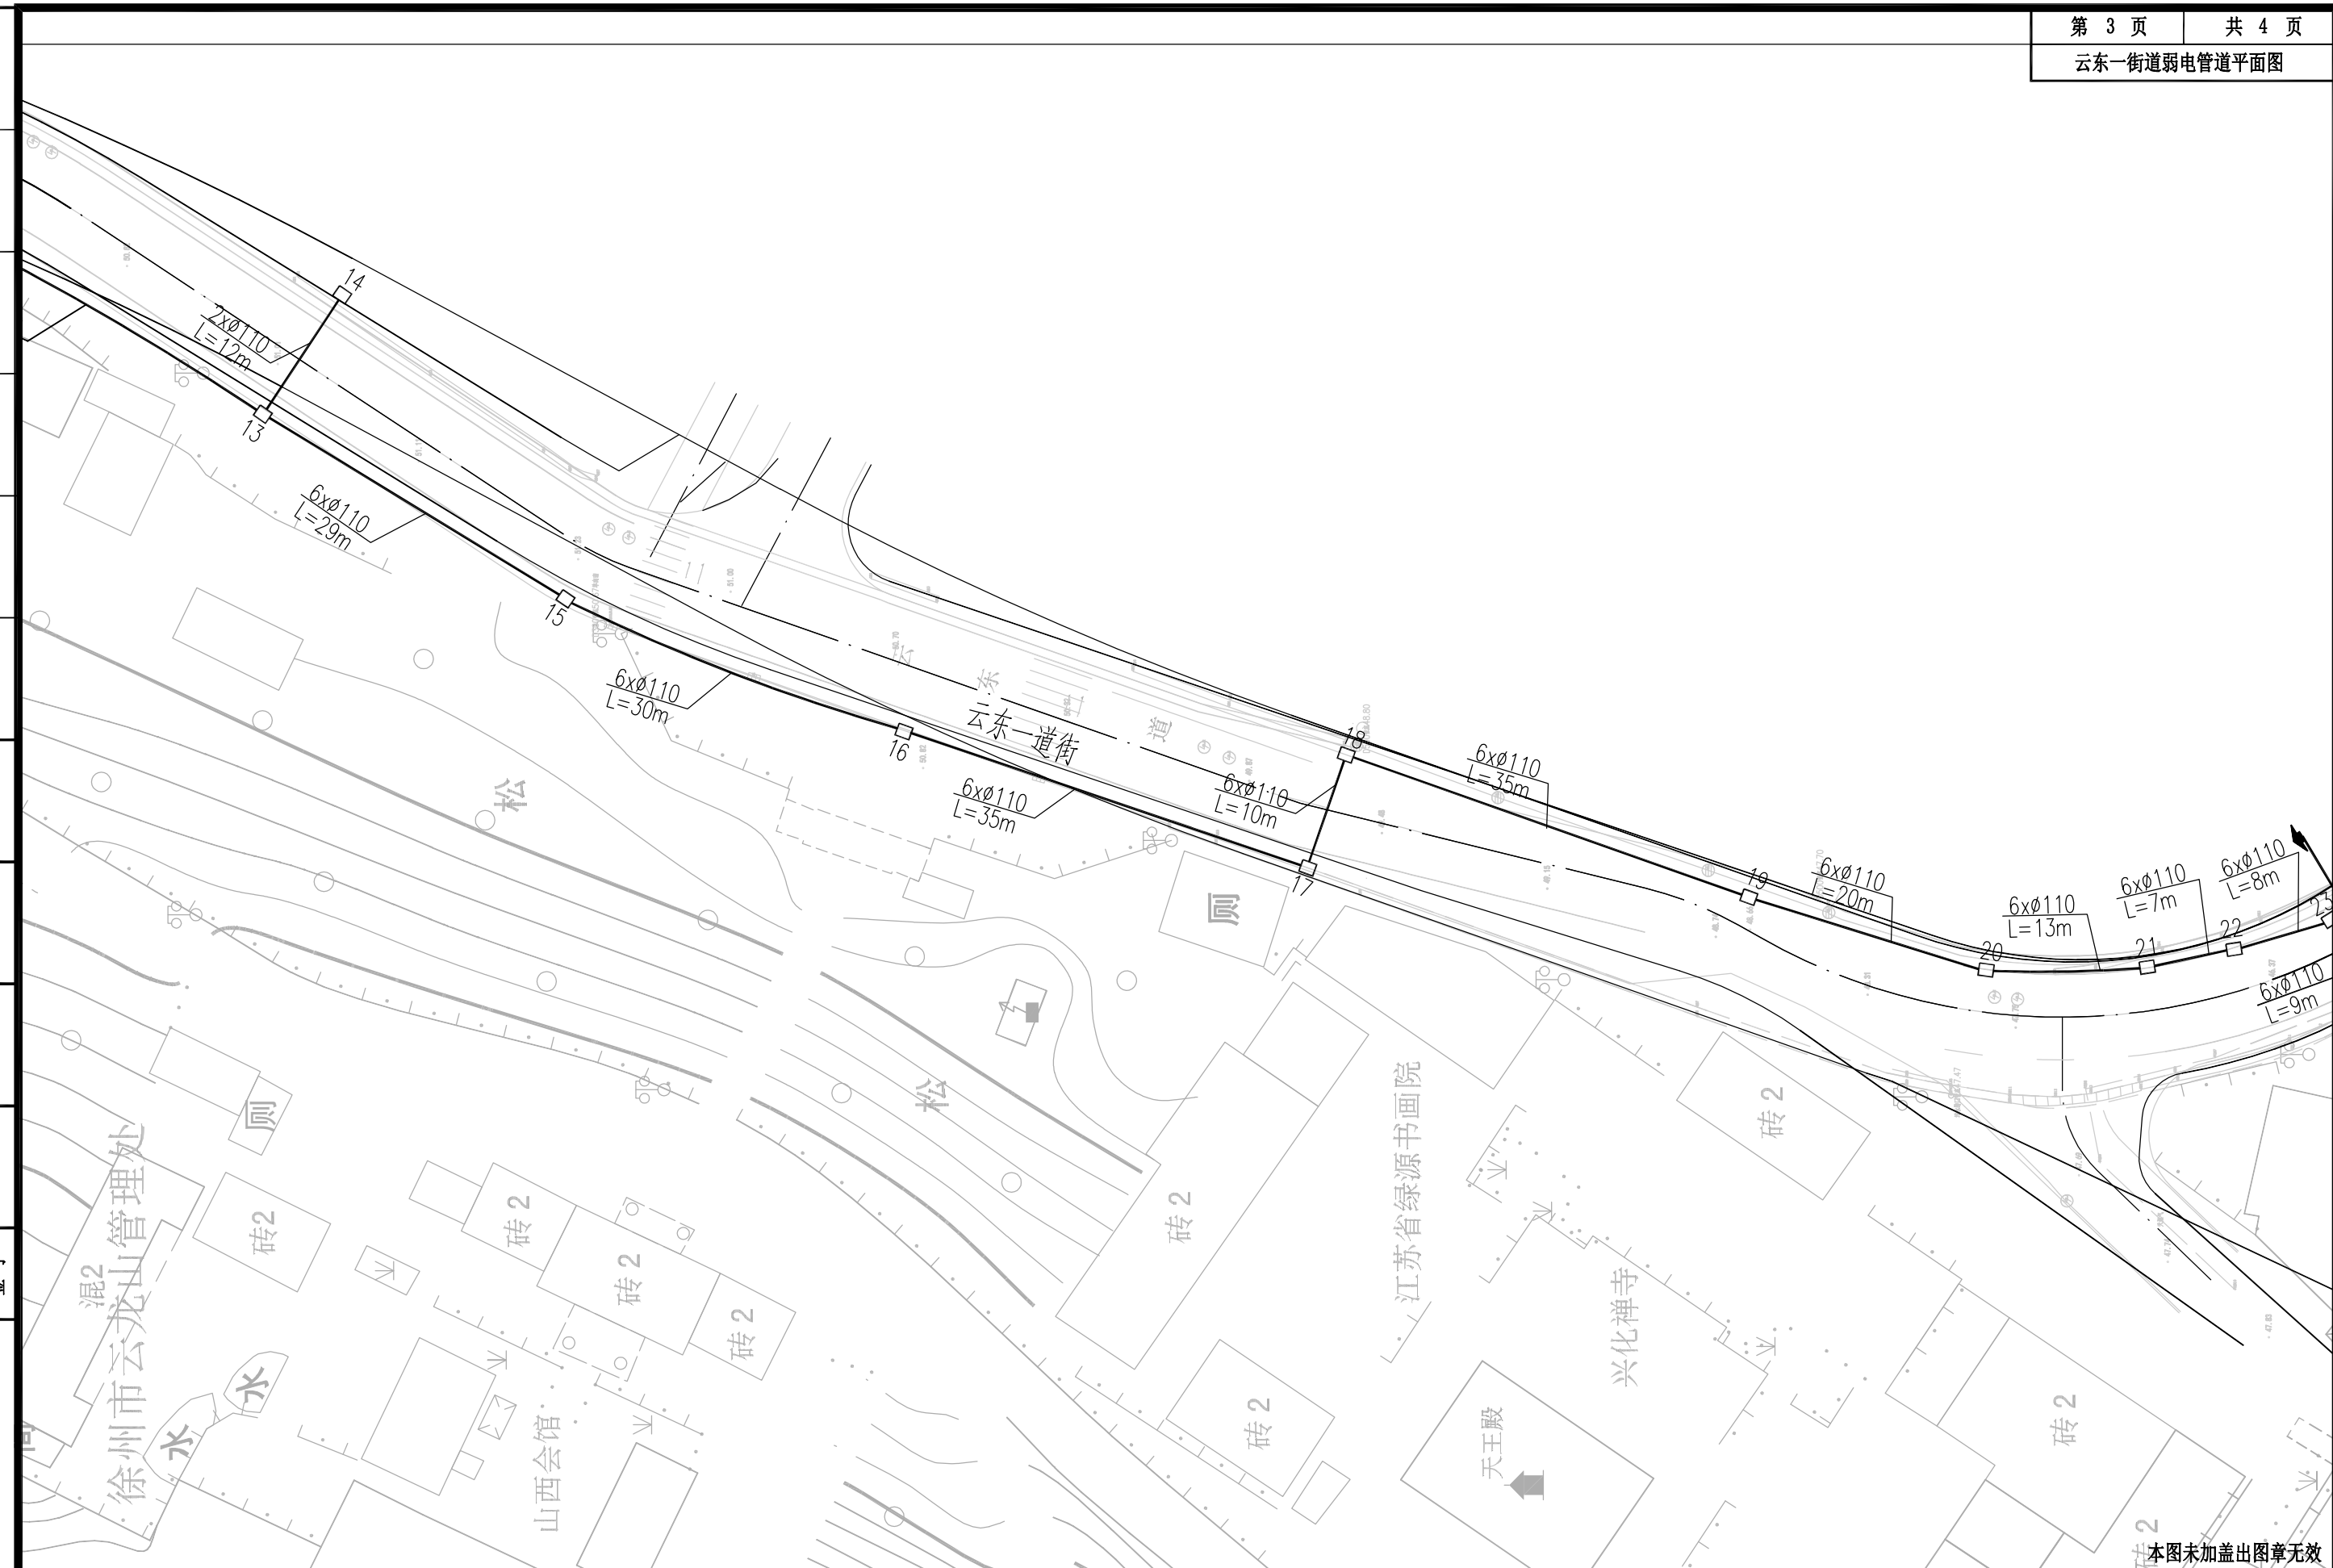 第 3 页
共 4 页
云东一街道弱电管道平面图
14
2xø110
L=12m
13
6xø110
L=29m
15
6xø110
L=30m
16
云
东
道
云东一道街
6xø110
L=35m
18
6xø110
L=10m
17
6xø110
L=35m
19
6xø110
L=20m
20
6xø110
L=13m
21
6xø110
L=7m
22
6xø110
L=8m
23
6xø110
L=9m
松
厕
松
厕
徐州市云龙山管理处
混2
砖2
砖 2
砖 2
砖 2
水
水
山西会馆
砖 2
江苏省绿源书画院
砖 2
兴化禅寺
砖 2
天王殿
砖 2
砖 2
本图未加盖出图章无效